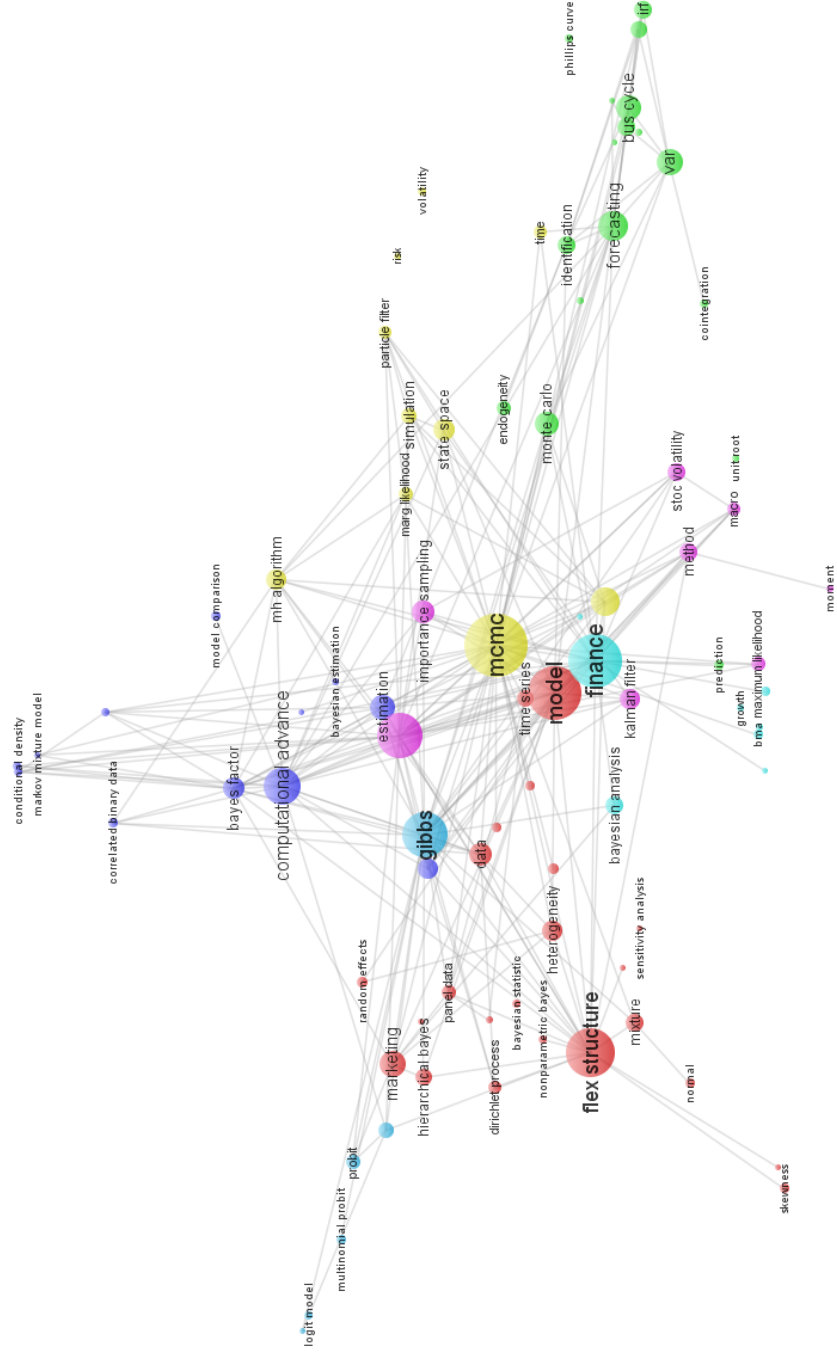 phillips curve
irf
bus cycle
var
volatility
forecasting
identification
time
risk
cointegration
particle filter
endogeneity
monte carlo
simulation
state space
marg likelihood
stoc volatility
unit root
macro
method
moment
mh algorithm
model comparison
importance sampling
mcmc
finance
model
time series
kalman filter
prediction
maximum likelihood
growth
bma
bayesian estimation
estimation
conditional density
markov mixture model
correlated binary data
bayes factor
computational advance
gibbs
data
bayesian analysis
heterogeneity
sensitivity analysis
random effects
panel data
bayesian statistic
nonparametric bayes
flex structure
mixture
normal
marketing
hierarchical bayes
dirichlet process
skewness
probit
multinomial probit
logit model